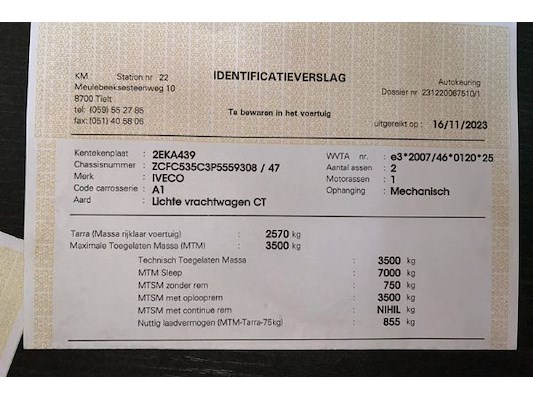 KM Station nr 22
Meulebeeksesteenweg 10
8700 Tielt
tel: (059) 55 27 85
fax: (051) 40 58 06
IDENTIFICATIEVERSLAG
Te bewaren in het voertuig
Autokeuring
Dossier nr 231220067510/1
uitgereikt op : 16/11/2023
Kentekenplaat : 2EKA439
Chassisnummer : ZCFC535C3P5559308 / 47
Merk : IVECO
Code carrosserie : A1
Aard : Lichte vrachtwagen CT
WVTA nr. : e3*2007/46*0120*25
Aantal assen : 2
Motorassen : 1
Ophanging : Mechanisch
Tarra (Massa rijklaar voertuig) : 2570 kg
Maximale Toegelaten Massa (MTM) : 3500 kg
Technisch Toegelaten Massa : 3500 kg
MTM Sleep : 7000 kg
MTSM zonder rem : 750 kg
MTSM met oplooprem : 3500 kg
MTSM met continue rem : NIHIL kg
Nuttig laadvermogen (MTM-Tarra-75kg) : 855 kg